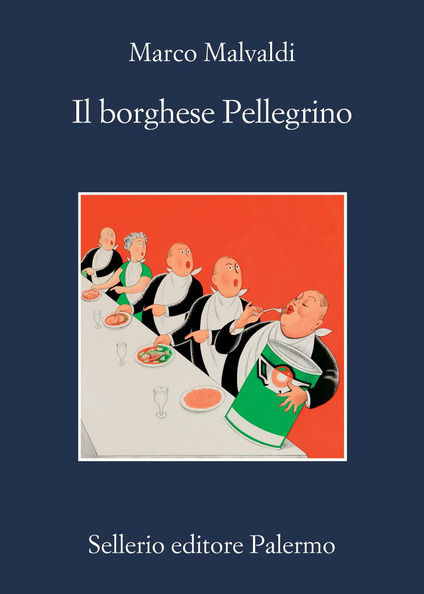 Marco Malvaldi
Il borghese Pellegrino
Sellerio editore Palermo